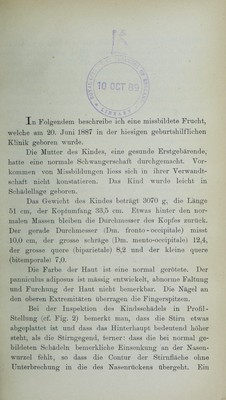 10 OCT 89
In Folgendem beschreibe ich eine missbildete Frucht,
welche am 20. Juni 1887 in der hiesigen geburtshilflichen
Klinik geboren wurde.
Die Mutter des Kindes, eine gesunde Erstgebärende,
hatte eine normale Schwangerschaft durchgemacht. Vor-
kommen von Missbildungen liess sich in ihrer Verwandt-
schaft nicht konstatieren. Das Kind wurde leicht in
Schädellage geboren.
Das Gewicht des Kindes beträgt 3070 g, die Länge
51 cm, der Kopfumfang 33,5 cm. Etwas hinter den nor-
malen Massen bleiben die Durchmesser des Kopfes zurück.
Der gerade Durchmesser (Dm. fronto-occipitale) misst
10,0 cm, der grosse schräge (Dm. mento-occipitale) 12,4,
der grosse quere (biparietale) 8,2 und der kleine quere
(bitemporale) 7,0.
Die Farbe der Haut ist eine normal gerötete. Der
panniculus adiposus ist mässig entwickelt, abnorme Faltung
und Furchung der Haut nicht bemerkbar. Die Nägel an
den oberen Extremitäten überragen die Fingerspitzen.
Bei der Inspektion des Kindsschädels in Profil-
Stellung (cf. Fig. 2) bemerkt man, dass die Stirn etwas
abgeplattet ist und dass das Hinterhaupt bedeutend höher
steht, als die Stirngegend, ferner: dass die bei normal ge-
bildeten Schädeln bemerkliche Einsenkung an der Nasen-
wurzel fehlt, so dass die Contur der Stirnfläche ohne
Unterbrechung in die des Nasenrückens übergeht. Ein